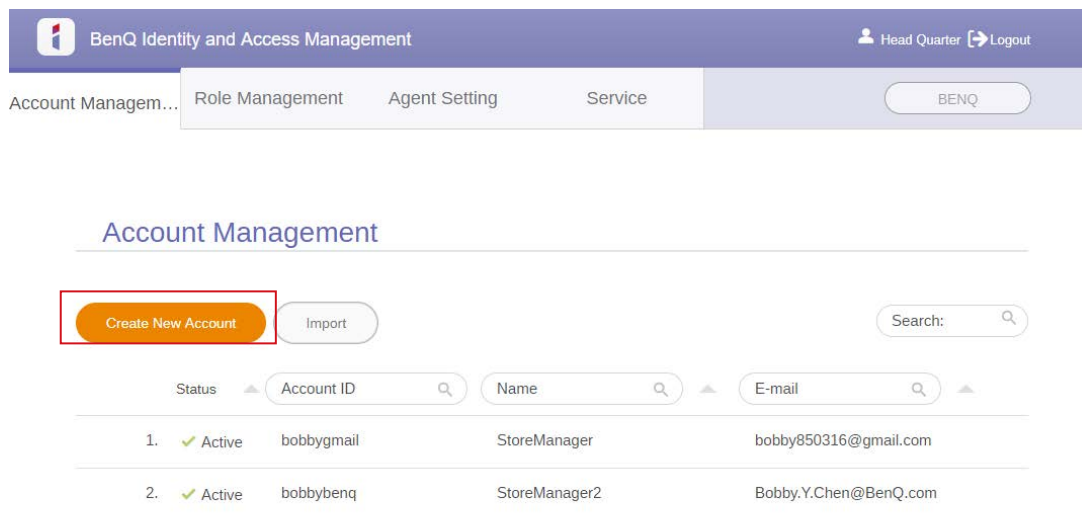 BenQ Identity and Access Management
Head Quarter Logout
Account Managem...
Role Management
Agent Setting
Service
BENQ
Account Management
Create New Account
Import
Search:
Status
Account ID
Name
E-mail
1. Active bobbygmail StoreManager bobby850316@gmail.com
2. Active bobbybenq StoreManager2 Bobby.Y.Chen@BenQ.com